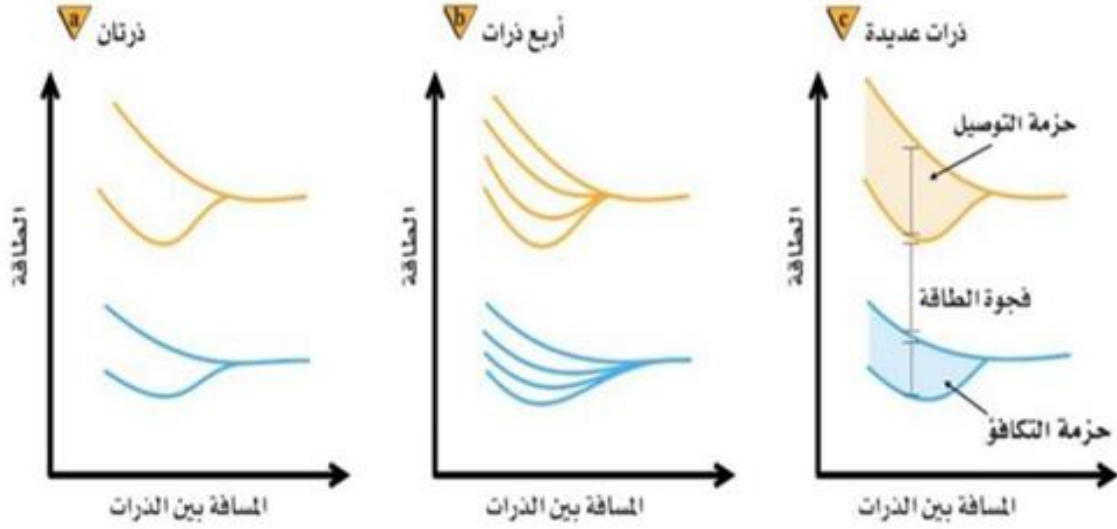 a ذرتان
b أربع ذرات
c ذرات عديدة
الطاقة
المسافة بين الذرات
الطاقة
المسافة بين الذرات
الطاقة
حزمة التوصيل
فجوة الطاقة
حزمة التكافؤ
المسافة بين الذرات